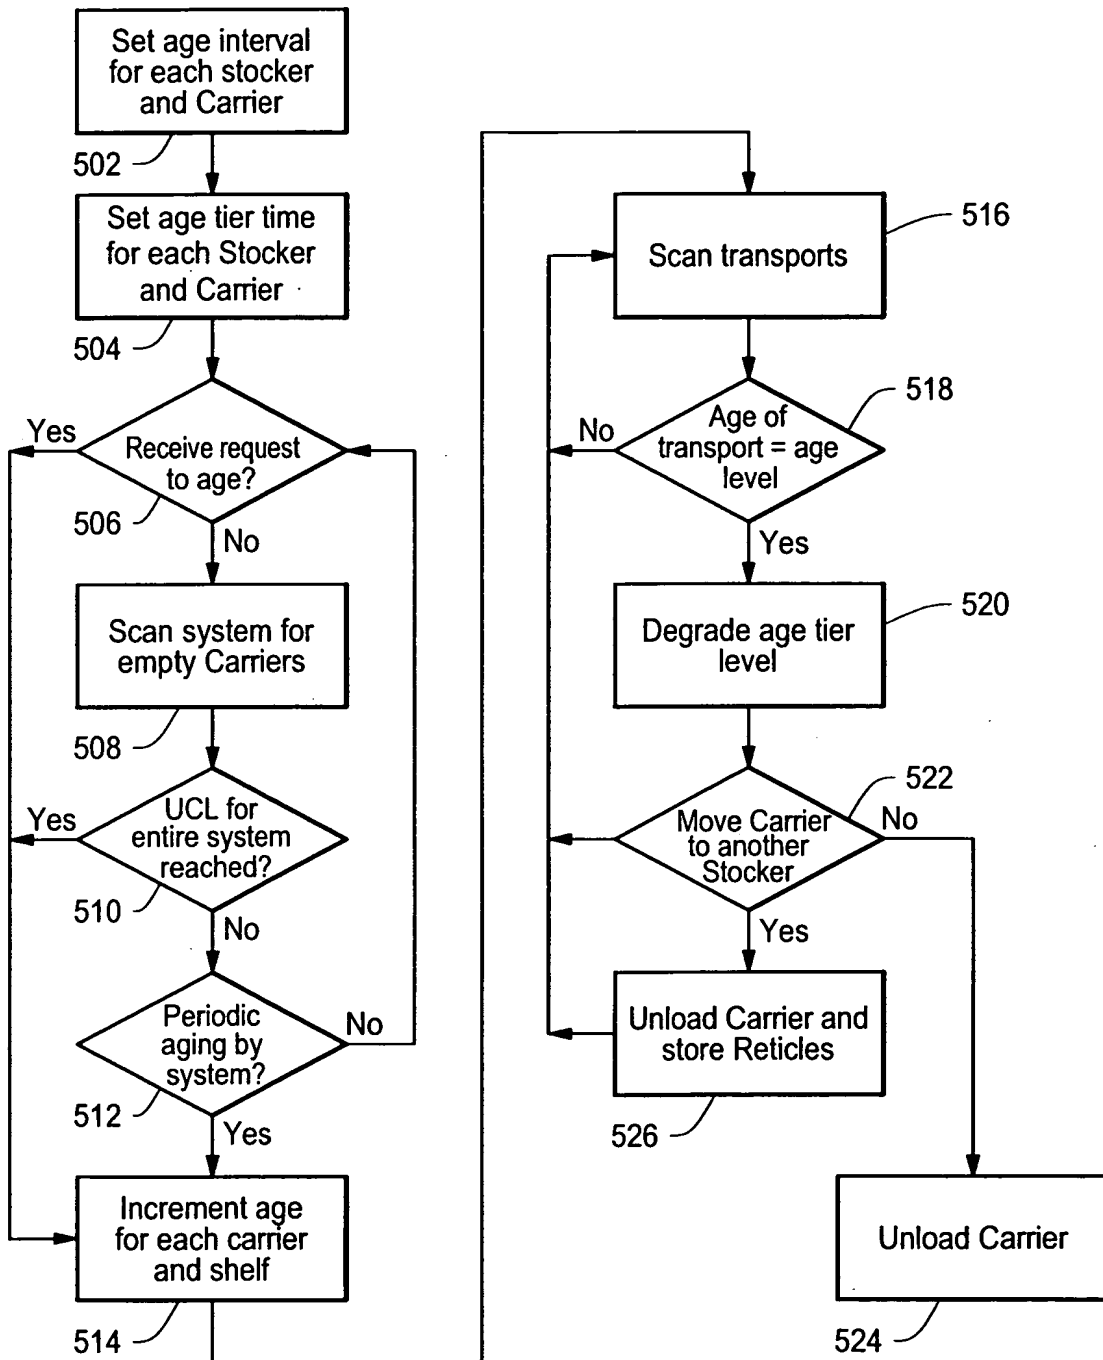 Set age interval
for each stocker
and Carrier
502
Set age tier time
for each Stocker
and Carrier
504
Yes
Receive request
to age?
506
No
Scan system for
empty Carriers
508
Yes
UCL for
entire system
reached?
510
No
Periodic
aging by
system?
No
512
Yes
Increment age
for each carrier
and shelf
514
Scan transports
516
No
Age of
transport = age
level
518
Yes
Degrade age tier
level
520
Move Carrier
to another
Stocker
522
No
Yes
Unload Carrier and
store Reticles
526
Unload Carrier
524